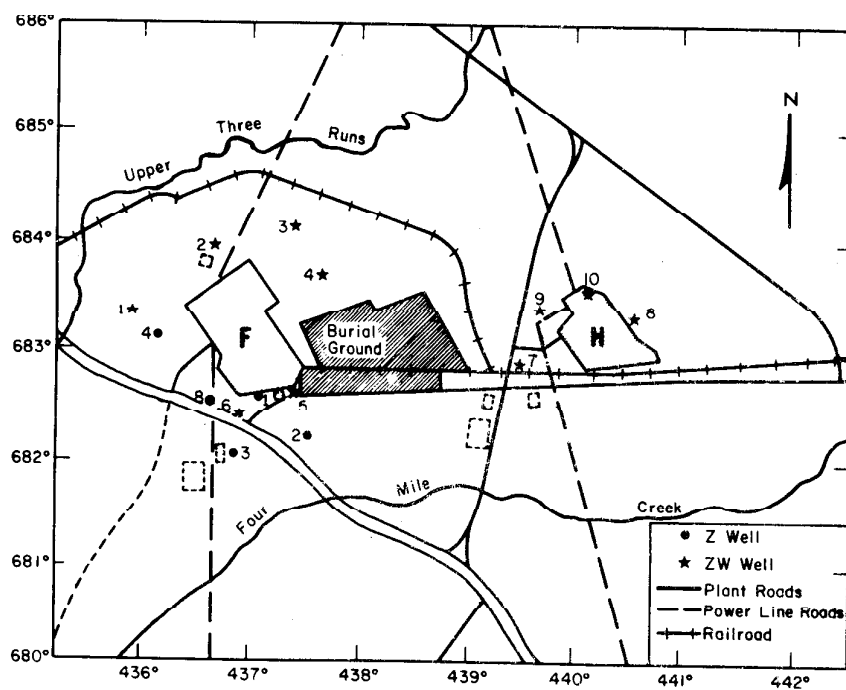 686°
685°
684°
683°
682°
681°
680°
436°
437°
438°
439°
440°
441°
442°
N
Upper Three Runs
3
2
4
10
1
9
8
4
F
H
Burial Ground
7
8
6
1
5
2
3
Four Mile Creek
Z Well
ZW Well
Plant Roads
Power Line Roads
Railroad